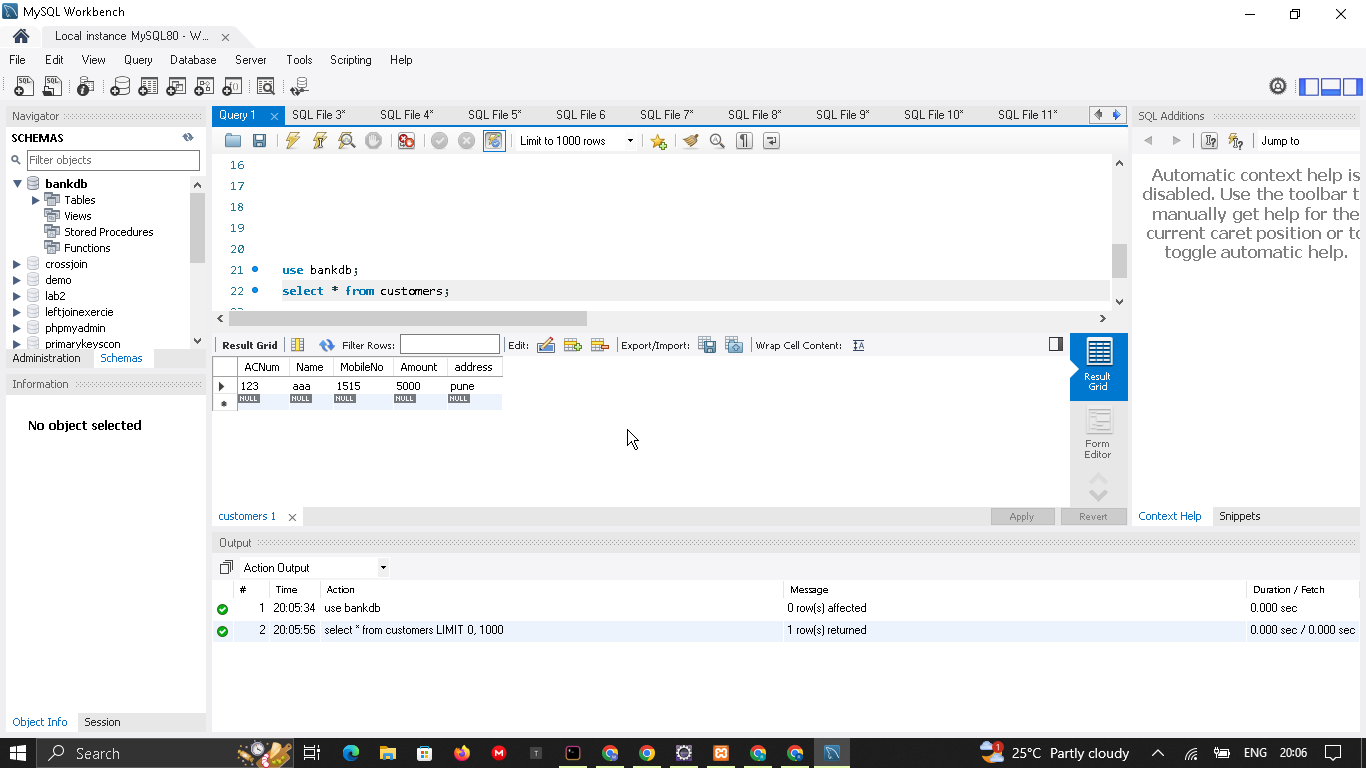 MySQL Workbench
Local instance MySQL80 - W...
File Edit View Query Database Server Tools Scripting Help
Navigator
SCHEMAS
Filter objects
bankdb
Tables
Views
Stored Procedures
Functions
crossjoin
demo
lab2
leftjoinexercie
phpmyadmin
primarykeyscon
Administration Schemas
Information
No object selected
Object Info Session
Query 1 SQL File 3* SQL File 4* SQL File 5* SQL File 6 SQL File 7* SQL File 8* SQL File 9* SQL File 10* SQL File 11*
Limit to 1000 rows
16
17
18
19
20
21 use bankdb;
22 select * from customers;
Result Grid Filter Rows: Edit: Export/Import: Wrap Cell Content:
ACNum Name MobileNo Amount address
123 aaa 1515 5000 pune
NULL NULL NULL NULL NULL
Result
Grid
Form
Editor
customers 1 Apply Revert
Output
Action Output
# Time Action Message Duration / Fetch
1 20:05:34 use bankdb 0 row(s) affected 0.000 sec
2 20:05:56 select * from customers LIMIT 0, 1000 1 row(s) returned 0.000 sec / 0.000 sec
SQL Additions
Jump to
Automatic context help is
disabled. Use the toolbar t
manually get help for the
current caret position or to
toggle automatic help.
Context Help Snippets
Search
1
25°C Partly cloudy
ENG 20:06